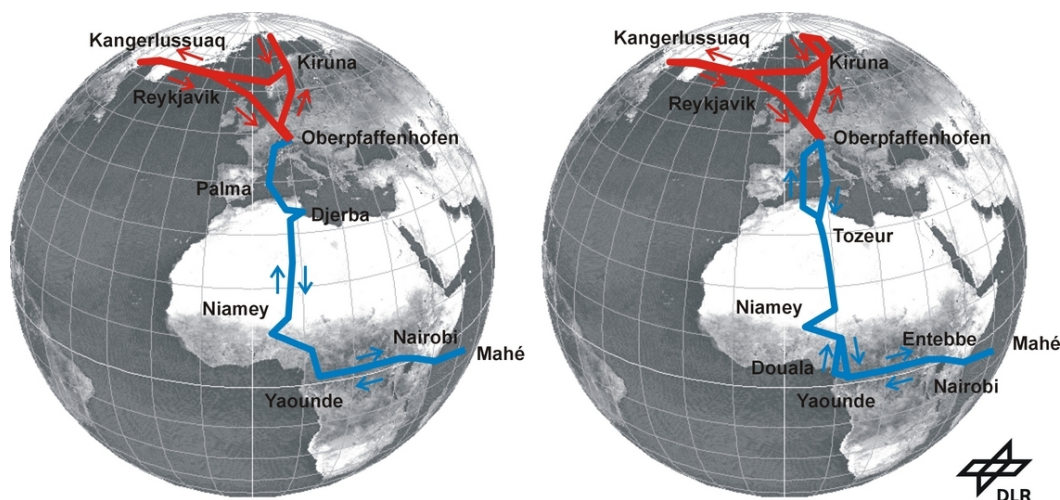 Kangerlussuaq
Kiruna
Reykjavik
Oberpfaffenhofen
Palma
Djerba
Niamey
Nairobi
Mahé
Yaounde
Kangerlussuaq
Kiruna
Reykjavik
Oberpfaffenhofen
Tozeur
Niamey
Entebbe
Mahé
Douala
Nairobi
Yaounde
DLR